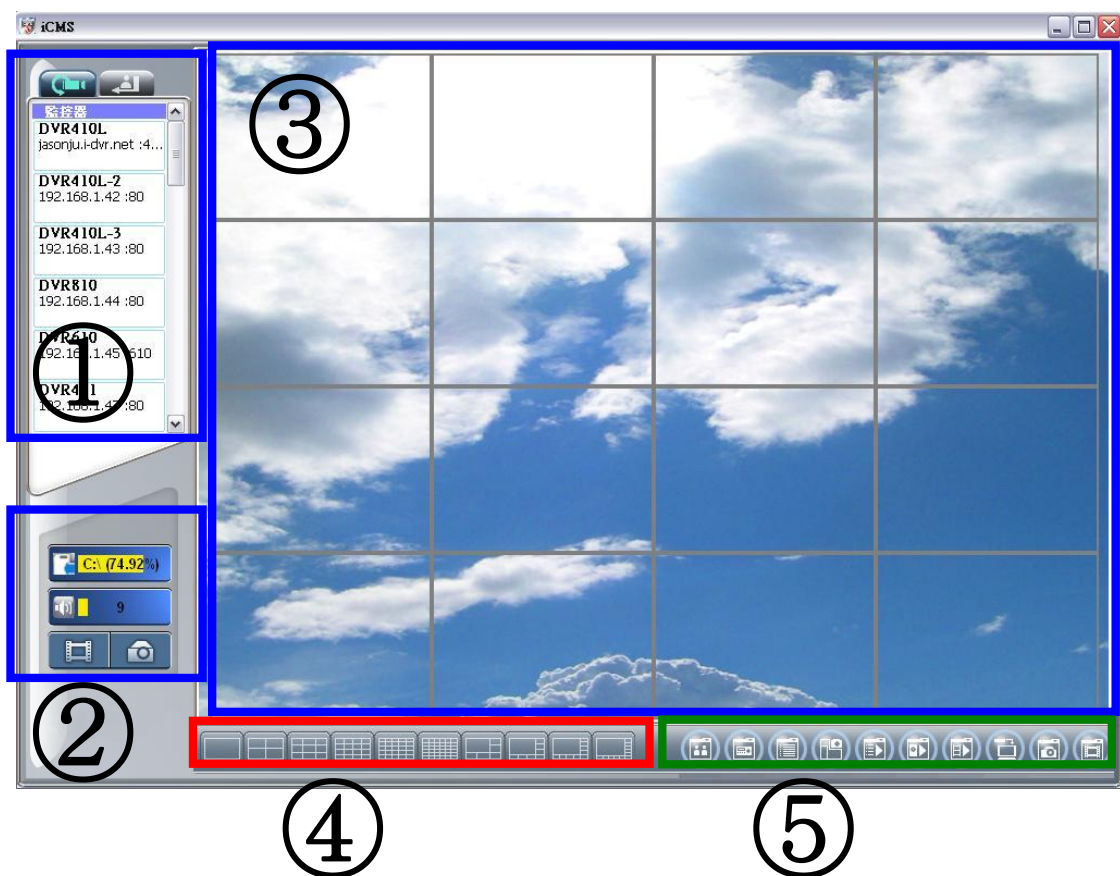 iCMS
監控器
DVR410L
jasonju.i-dvr.net :4...
DVR410L-2
192.168.1.42 :80
DVR410L-3
192.168.1.43 :80
DVR810
192.168.1.44 :80
①
②
③
C:\ (74.92%)
9
④
⑤